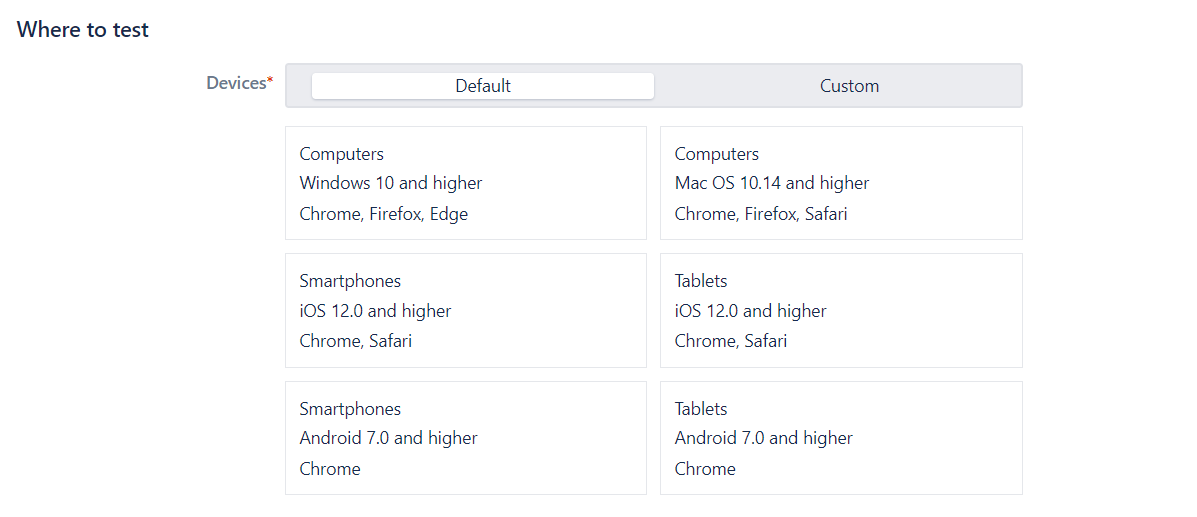 Where to test
Devices*
Default
Custom
Computers
Windows 10 and higher
Chrome, Firefox, Edge
Computers
Mac OS 10.14 and higher
Chrome, Firefox, Safari
Smartphones
iOS 12.0 and higher
Chrome, Safari
Tablets
iOS 12.0 and higher
Chrome, Safari
Smartphones
Android 7.0 and higher
Chrome
Tablets
Android 7.0 and higher
Chrome